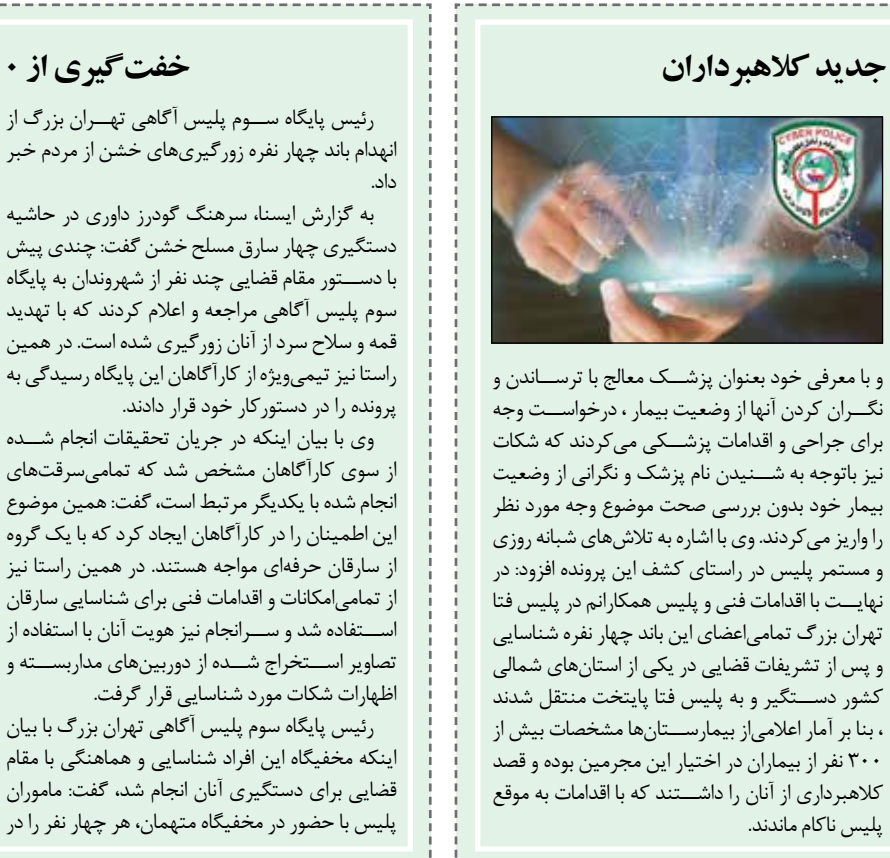 جدید کلاهبرداران
CYBER POLICE
و با معرفی خود بعنوان پزشک معالج با ترساندن و
نگران کردن آنها از وضعیت بیمار ، درخواست وجه
برای جراحی و اقدامات پزشکی می‌کردند که شکات
نیز باتوجه به شنیدن نام پزشک و نگرانی از وضعیت
بیمار خود بدون بررسی صحت موضوع وجه مورد نظر
را واریز می‌کردند. وی با اشاره به تلاش‌های شبانه روزی
و مستمر پلیس در راستای کشف این پرونده افزود: در
نهایت با اقدامات فنی و پلیس همکارانم در پلیس فتا
تهران بزرگ تمامی‌اعضای این باند چهار نفره شناسایی
و پس از تشریفات قضایی در یکی از استان‌های شمالی
کشور دستگیر و به پلیس فتا پایتخت منتقل شدند
، بنا بر آمار اعلامی‌از بیمارستان‌ها مشخصات بیش از
۳۰۰ نفر از بیماران در اختیار این مجرمین بوده و قصد
کلاهبرداری از آنان را داشتند که با اقدامات به موقع
پلیس ناکام ماندند.
خفت‌گیری از ۰
رئیس پایگاه سوم پلیس آگاهی تهران بزرگ از
انهدام باند چهار نفره زورگیری‌های خشن از مردم خبر
داد.
به گزارش ایسنا، سرهنگ گودرز داوری در حاشیه
دستگیری چهار سارق مسلح خشن گفت: چندی پیش
با دستور مقام قضایی چند نفر از شهروندان به پایگاه
سوم پلیس آگاهی مراجعه و اعلام کردند که با تهدید
قمه و سلاح سرد از آنان زورگیری شده است. در همین
راستا نیز تیمی‌ویژه از کارآگاهان این پایگاه رسیدگی به
پرونده را در دستورکار خود قرار دادند.
وی با بیان اینکه در جریان تحقیقات انجام شده
از سوی کارآگاهان مشخص شد که تمامی‌سرقت‌های
انجام شده با یکدیگر مرتبط است، گفت: همین موضوع
این اطمینان را در کارآگاهان ایجاد کرد که با یک گروه
از سارقان حرفه‌ای مواجه هستند. در همین راستا نیز
از تمامی‌امکانات و اقدامات فنی برای شناسایی سارقان
استفاده شد و سرانجام نیز هویت آنان با استفاده از
تصاویر استخراج شده از دوربین‌های مداربسته و
اظهارات شکات مورد شناسایی قرار گرفت.
رئیس پایگاه سوم پلیس آگاهی تهران بزرگ با بیان
اینکه مخفیگاه این افراد شناسایی و هماهنگی با مقام
قضایی برای دستگیری آنان انجام شد، گفت: ماموران
پلیس با حضور در مخفیگاه متهمان، هر چهار نفر را در